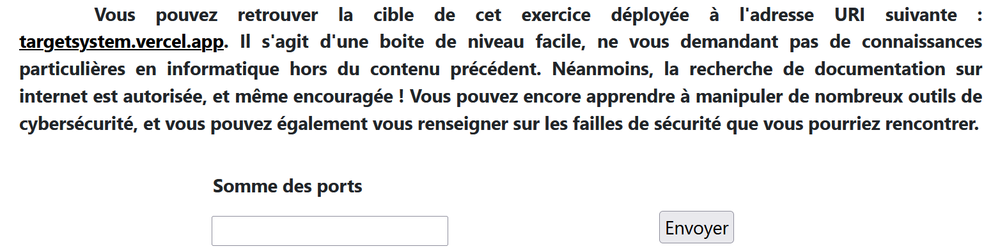 Vous pouvez retrouver la cible de cet exercice déployée à l'adresse URI suivante :
targetsystem.vercel.app. Il s'agit d'une boite de niveau facile, ne vous demandant pas de connaissances
particulières en informatique hors du contenu précédent. Néanmoins, la recherche de documentation sur
internet est autorisée, et même encouragée ! Vous pouvez encore apprendre à manipuler de nombreux outils de
cybersécurité, et vous pouvez également vous renseigner sur les failles de sécurité que vous pourriez rencontrer.
Somme des ports
Envoyer